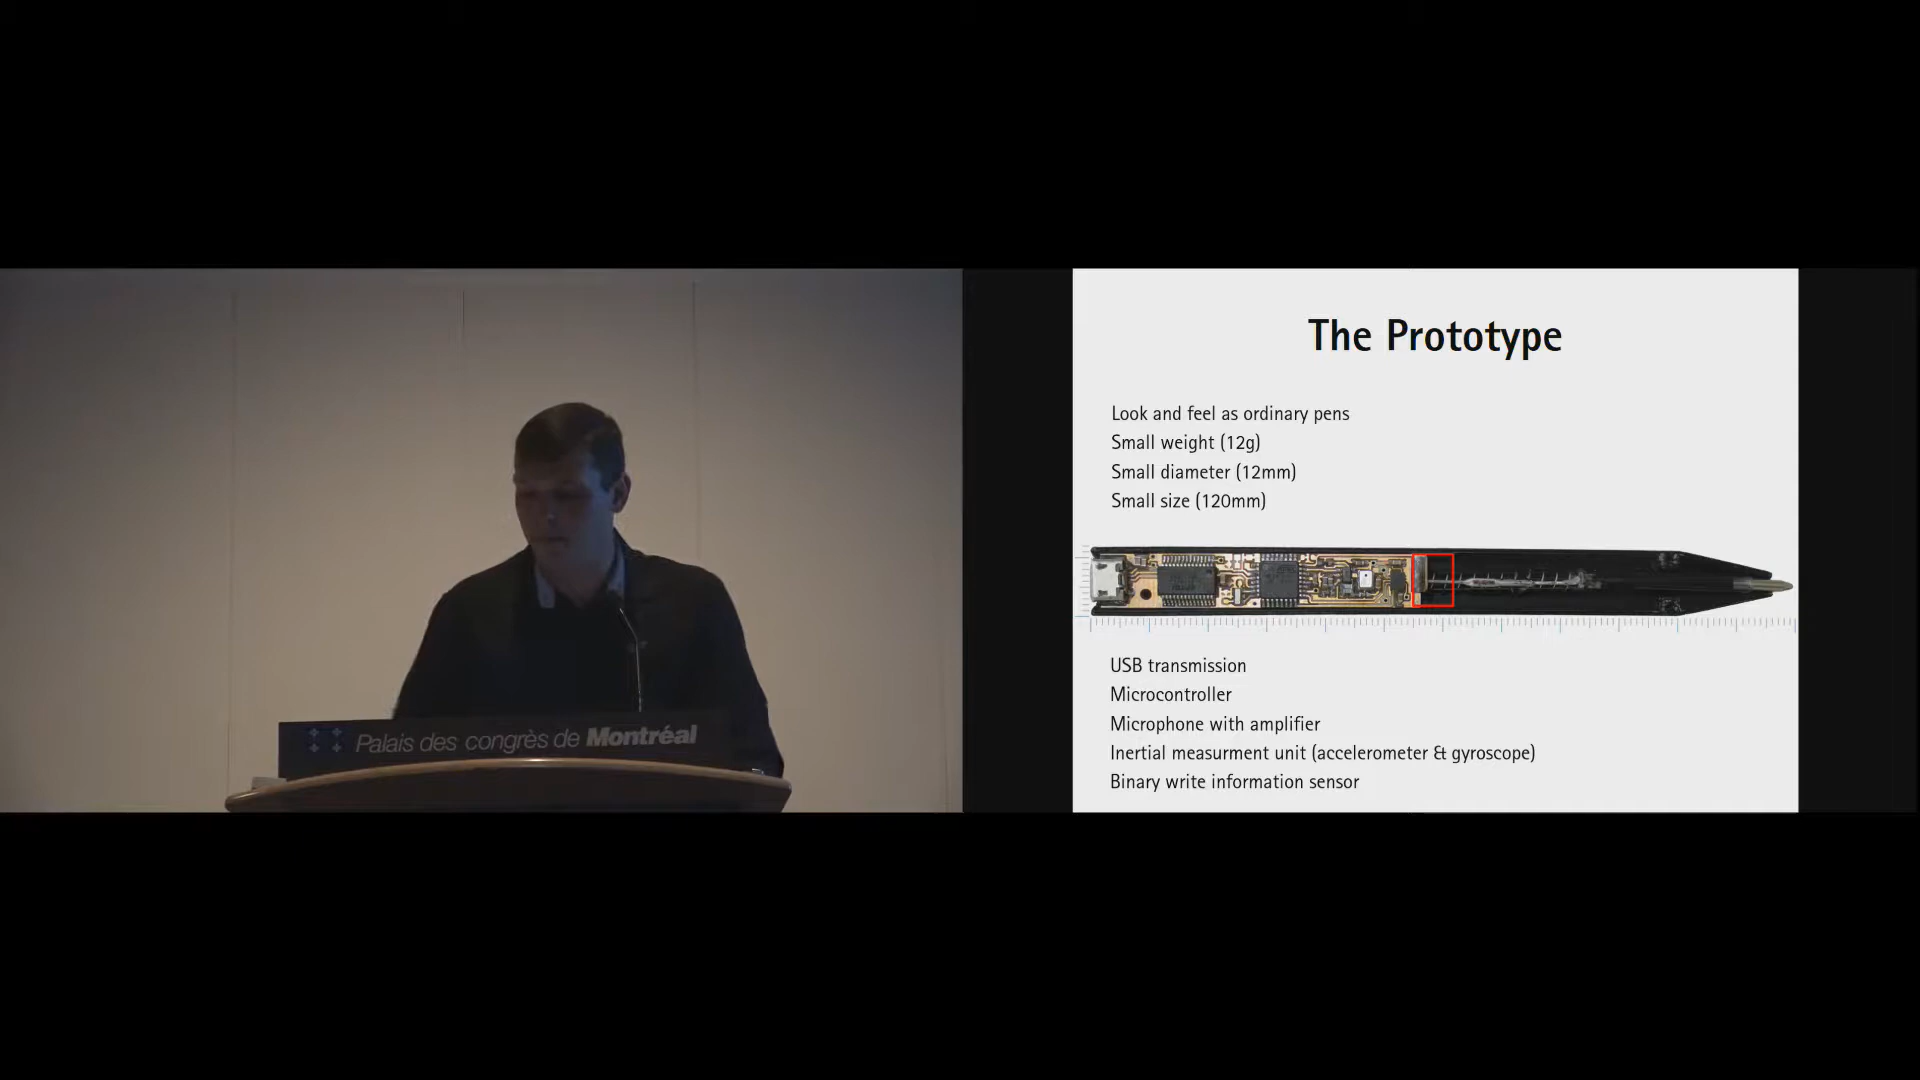 Palais des congrès de Montréal
The Prototype
Look and feel as ordinary pens
Small weight (12g)
Small diameter (12mm)
Small size (120mm)
USB transmission
Microcontroller
Microphone with amplifier
Inertial measurment unit (accelerometer & gyroscope)
Binary write information sensor